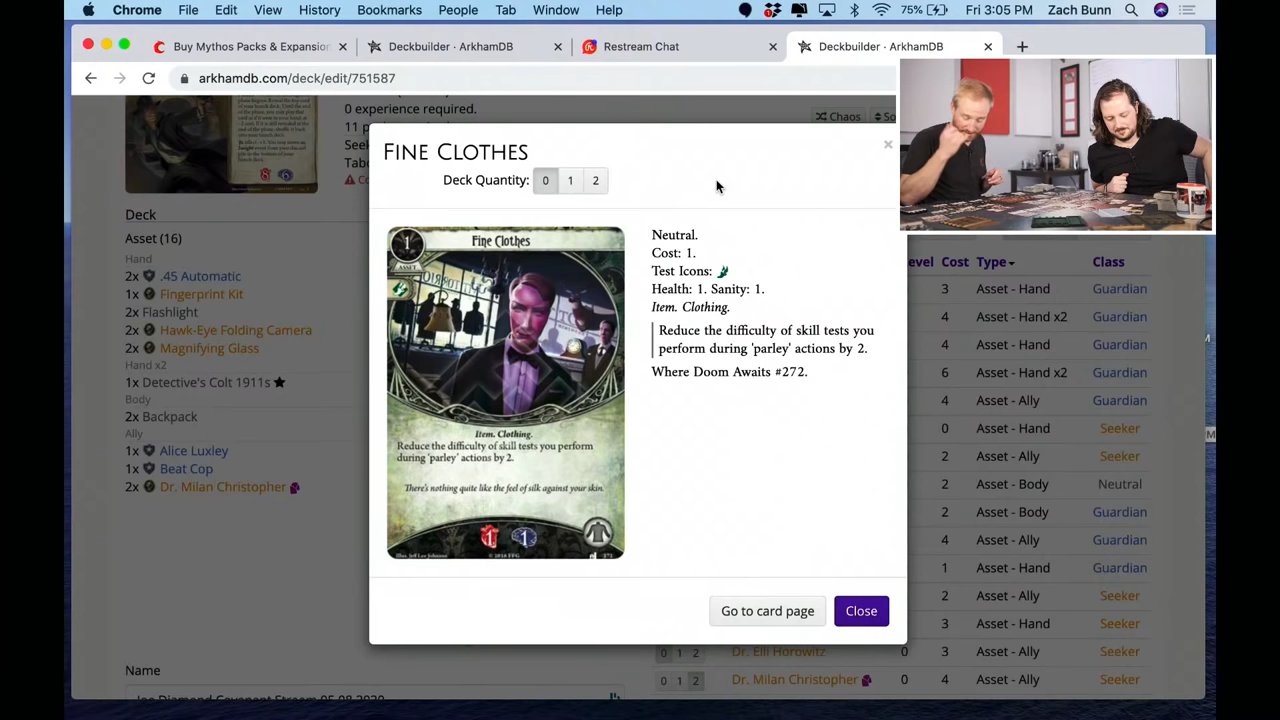 Chrome File Edit View History Bookmarks People Tab Window Help 75% Fri 3:05 PM Zach Bunn
Buy Mythos Packs & Expansion
Deckbuilder · ArkhamDB
Restream Chat
Deckbuilder · ArkhamDB
arkhamdb.com/deck/edit/751587
0 experience required.
Chaos
FINE CLOTHES
Deck Quantity: 0 1 2
Deck
Asset (16)
Hand
2x .45 Automatic
1x Fingerprint Kit
2x Flashlight
2x Hawk-Eye Folding Camera
2x Magnifying Glass
Hand x2
1x Detective's Colt 1911s
Body
2x Backpack
Ally
1x Alice Luxley
1x Beat Cop
2x Dr. Milan Christopher
Name
1
Fine Clothes
ASSET
Item. Clothing.
Reduce the difficulty of skill tests you perform
during 'parley' actions by 2.
There's nothing quite like the feel of silk against your skin.
1 1
Neutral.
Cost: 1.
Test Icons:
Health: 1. Sanity: 1.
Item. Clothing.
Reduce the difficulty of skill tests you
perform during 'parley' actions by 2.
Where Doom Awaits #272.
Go to card page
Close
Cost Type Class
3 Asset - Hand Guardian
4 Asset - Hand x2 Guardian
4 Asset - Hand Guardian
6 Asset - Hand x2 Guardian
4 Asset - Ally Guardian
0 Asset - Hand Seeker
2 Asset - Ally Seeker
2 Asset - Body Neutral
2 Asset - Body Guardian
4 Asset - Ally Guardian
1 Asset - Hand Guardian
2 Asset - Ally Seeker
3 Asset - Hand Seeker
0 1 2 Dr. Elli Horowitz 0 3 Asset - Ally Seeker
0 1 2 Dr. Milan Christopher 0 4 Asset - Ally Seeker